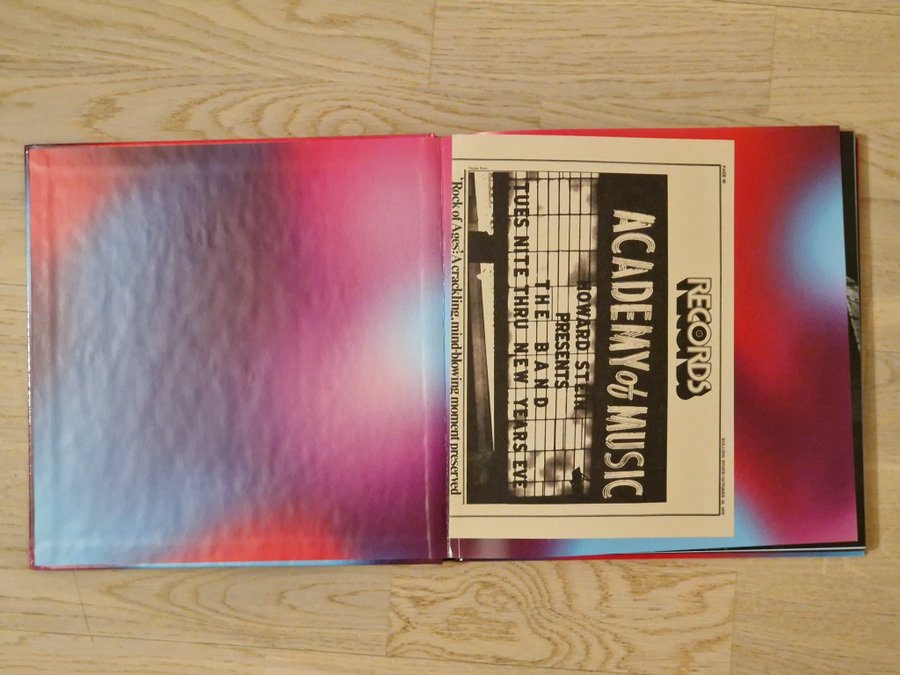 RECORDS
ACADEMY of MUSIC
HOWARD STEIN
PRESENTS
THE BAND
TUES NITE THRU NEW YEARS EVE
'Rock of Ages': A crackling, mind-blowing moment preserved